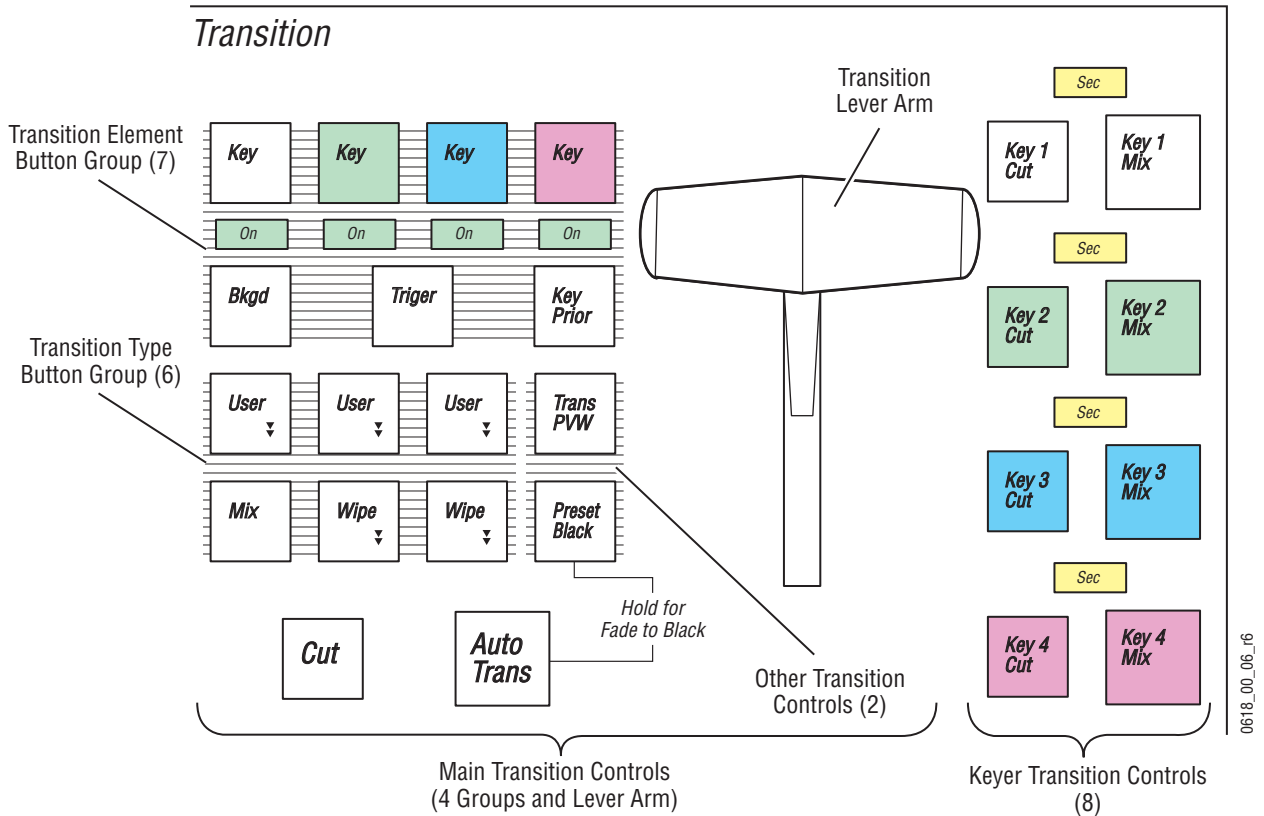 Transition
Transition
Lever Arm
Sec
Transition Element
Button Group (7)
Key
Key
Key
Key
Key 1
Cut
Key 1
Mix
On
On
On
On
Sec
Bkgd
Triger
Key
Prior
Key 2
Cut
Key 2
Mix
Transition Type
Button Group (6)
User
User
User
Trans
PVW
Sec
Mix
Wipe
Wipe
Preset
Black
Key 3
Cut
Key 3
Mix
Sec
Hold for
Fade to Black
Cut
Auto
Trans
Key 4
Cut
Key 4
Mix
Other Transition
Controls (2)
Main Transition Controls
(4 Groups and Lever Arm)
Keyer Transition Controls
(8)
0618_00_06_r6